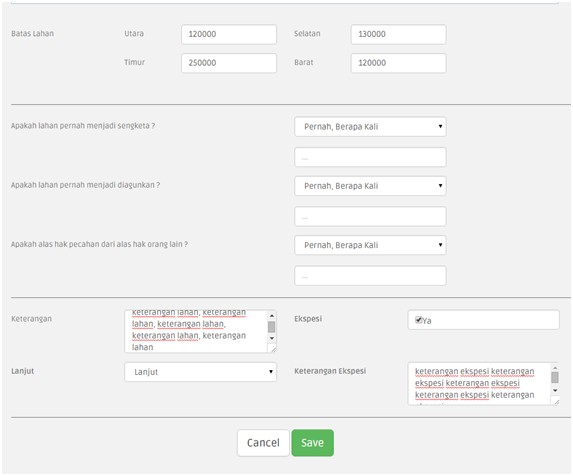 Batas Lahan Utara 120000 Selatan 130000
Timur 250000 Barat 120000
Apakah lahan pernah menjadi sengketa ? Pernah, Berapa Kali
...
Apakah lahan pernah menjadi diagunkan ? Pernah, Berapa Kali
...
Apakah alas hak pecahan dari alas hak orang lain ? Pernah, Berapa Kali
...
Keterangan
keterangan lahan, keterangan
lahan, keterangan lahan,
keterangan lahan, keterangan
lahan
Ekspesi Ya
Lanjut Lanjut
Keterangan Ekspesi
keterangan ekspesi keterangan
ekspesi keterangan ekspesi
keterangan ekspesi keterangan
Cancel Save